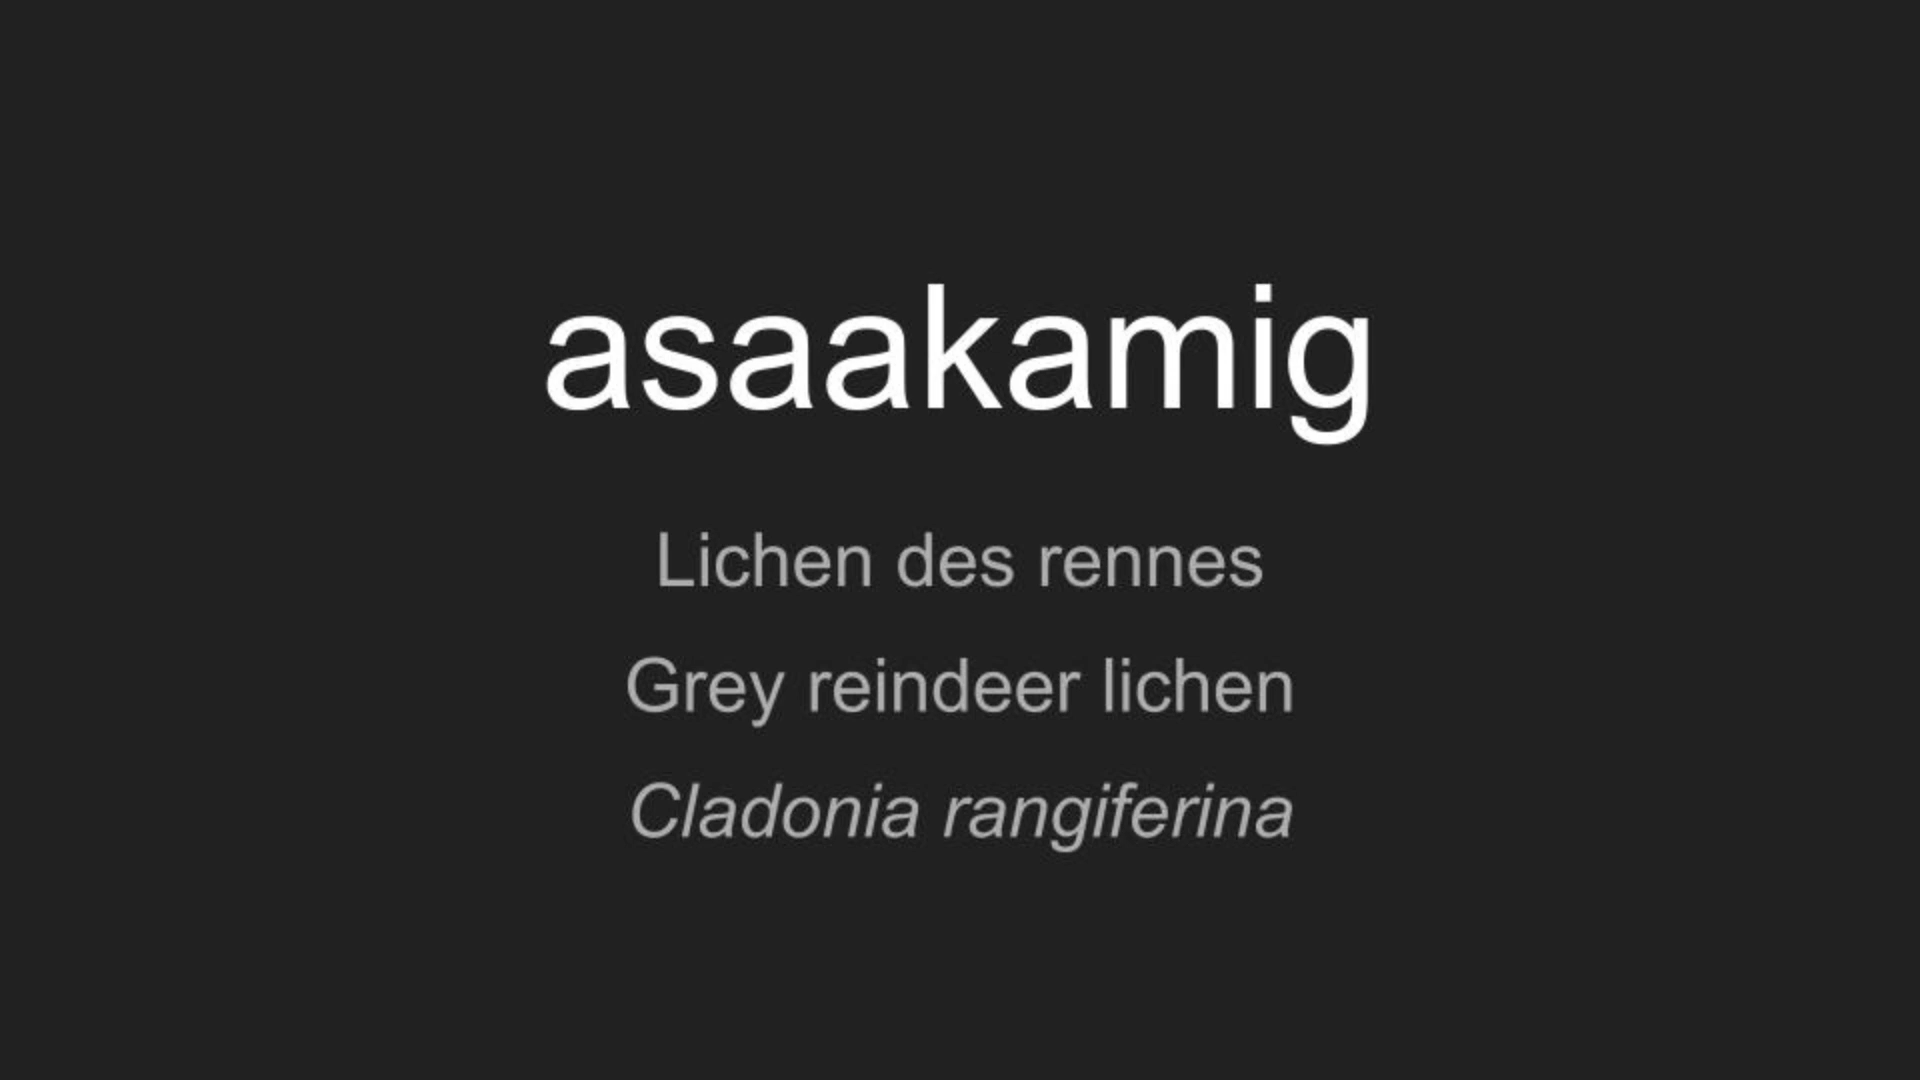 asaakamig
Lichen des rennes
Grey reindeer lichen
Cladonia rangiferina